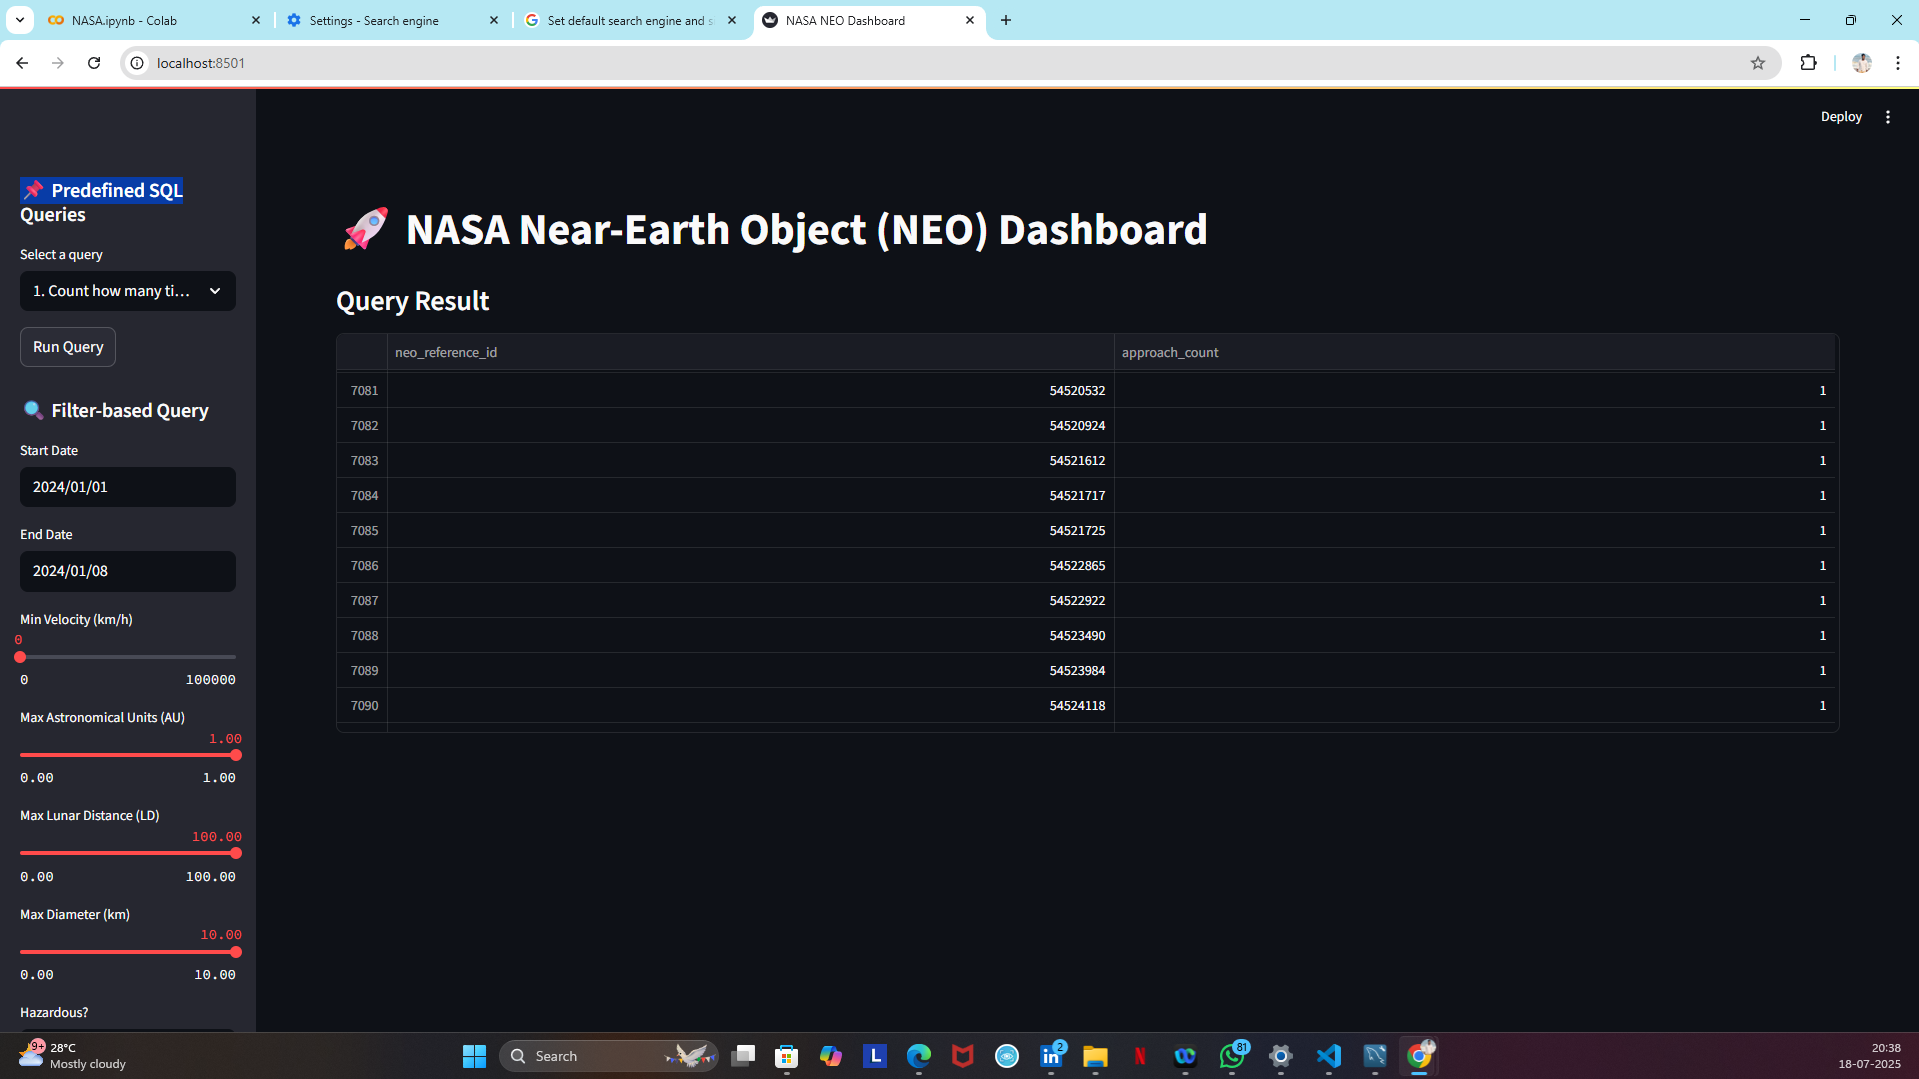 NASA.ipynb - Colab
Settings - Search engine
Set default search engine and si
NASA NEO Dashboard
localhost:8501
Deploy
📌 Predefined SQL
Queries
Select a query
1. Count how many ti...
Run Query
🔍 Filter-based Query
Start Date
2024/01/01
End Date
2024/01/08
Min Velocity (km/h)
0
0 100000
Max Astronomical Units (AU)
1.00
0.00 1.00
Max Lunar Distance (LD)
100.00
0.00 100.00
Max Diameter (km)
10.00
0.00 10.00
Hazardous?
🚀 NASA Near-Earth Object (NEO) Dashboard
Query Result
neo_reference_id approach_count
7081 54520532 1
7082 54520924 1
7083 54521612 1
7084 54521717 1
7085 54521725 1
7086 54522865 1
7087 54522922 1
7088 54523490 1
7089 54523984 1
7090 54524118 1
9+
28°C
Mostly cloudy
Search
L
in
2
N
81
20:38
18-07-2025